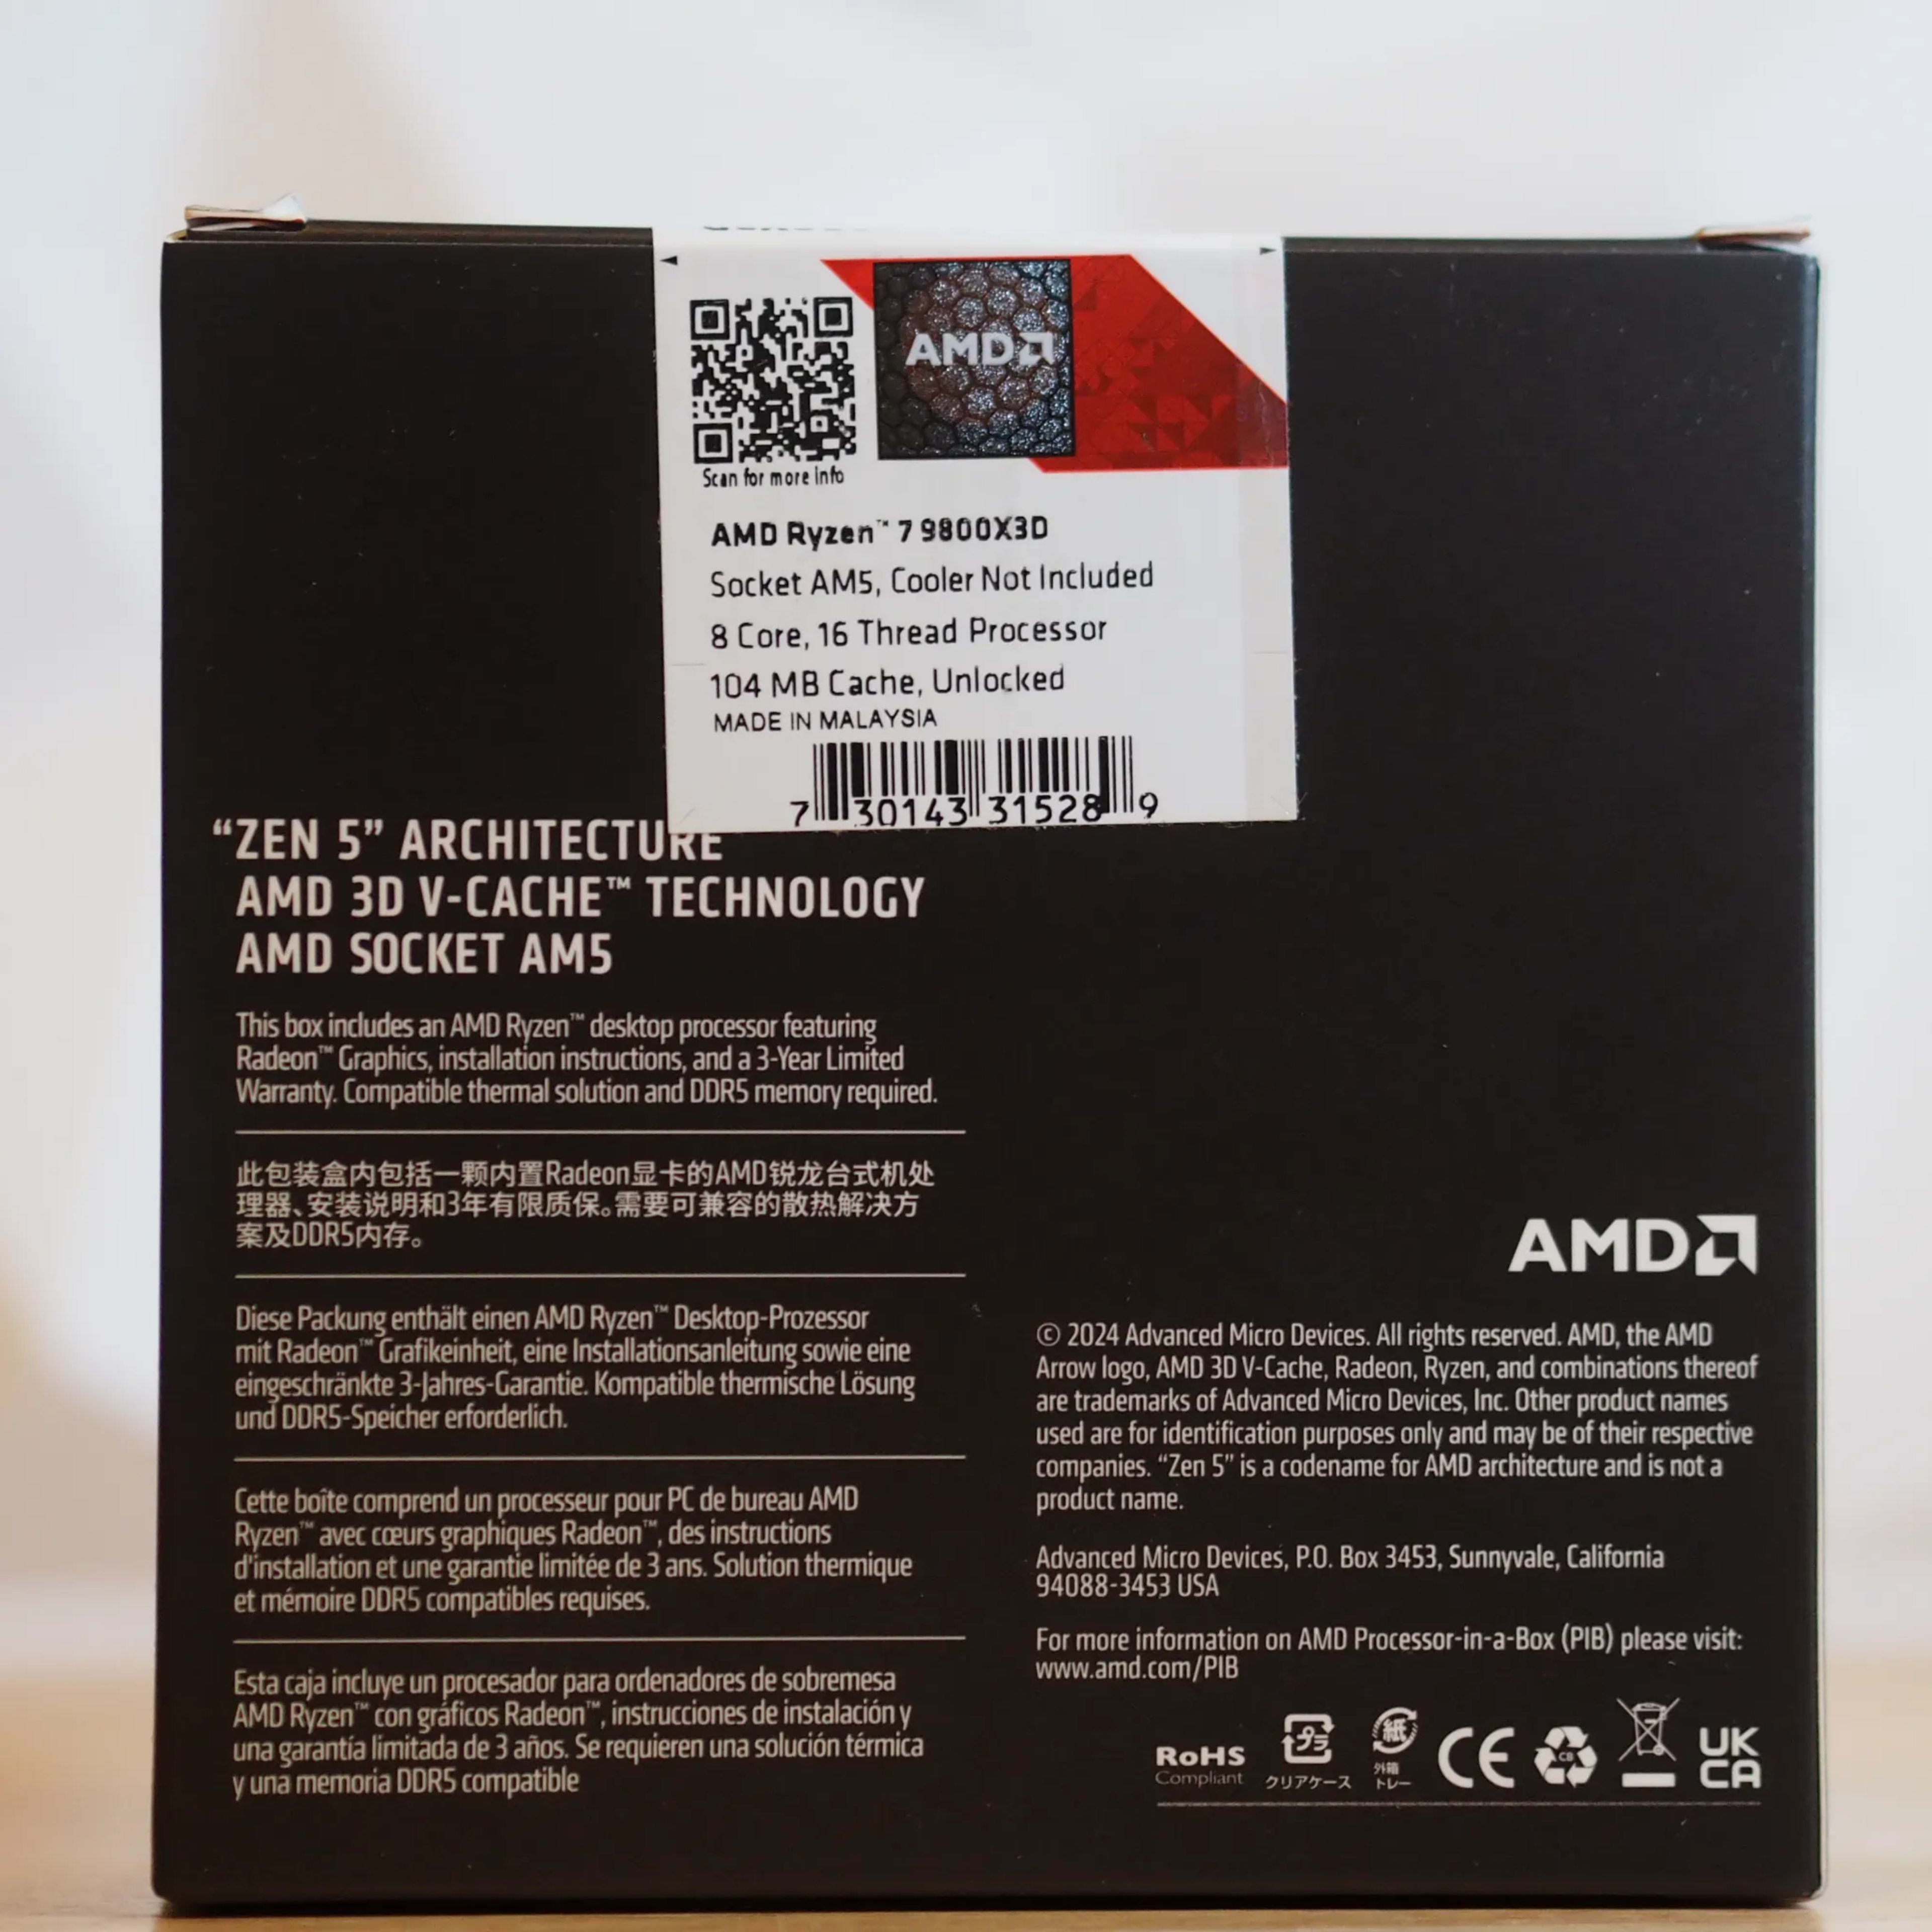 AMD
Scan for more info
AMD Ryzen™ 7 9800X3D
Socket AM5, Cooler Not Included
8 Core, 16 Thread Processor
104 MB Cache, Unlocked
MADE IN MALAYSIA
7 30143 31528 9
“ZEN 5” ARCHITECTURE
AMD 3D V-CACHE™ TECHNOLOGY
AMD SOCKET AM5
This box includes an AMD Ryzen™ desktop processor featuring
Radeon™ Graphics, installation instructions, and a 3-Year Limited
Warranty. Compatible thermal solution and DDR5 memory required.
此包装盒内包括一颗内置Radeon显卡的AMD锐龙台式机处
理器、安装说明和3年有限质保。需要可兼容的散热解决方
案及DDR5内存。
Diese Packung enthält einen AMD Ryzen™ Desktop-Prozessor
mit Radeon™ Grafikeinheit, eine Installationsanleitung sowie eine
eingeschränkte 3-Jahres-Garantie. Kompatible thermische Lösung
und DDR5-Speicher erforderlich.
Cette boîte comprend un processeur pour PC de bureau AMD
Ryzen™ avec cœurs graphiques Radeon™, des instructions
d'installation et une garantie limitée de 3 ans. Solution thermique
et mémoire DDR5 compatibles requises.
Esta caja incluye un procesador para ordenadores de sobremesa
AMD Ryzen™ con gráficos Radeon™, instrucciones de instalación y
una garantía limitada de 3 años. Se requieren una solución térmica
y una memoria DDR5 compatible
AMD
© 2024 Advanced Micro Devices. All rights reserved. AMD, the AMD
Arrow logo, AMD 3D V-Cache, Radeon, Ryzen, and combinations thereof
are trademarks of Advanced Micro Devices, Inc. Other product names
used are for identification purposes only and may be of their respective
companies. “Zen 5” is a codename for AMD architecture and is not a
product name.
Advanced Micro Devices, P.O. Box 3453, Sunnyvale, California
94088-3453 USA
For more information on AMD Processor-in-a-Box (PIB) please visit:
www.amd.com/PIB
RoHS
Compliant
プラ
クリアケース
紙
外箱
トレー
CE
CB
UK
CA